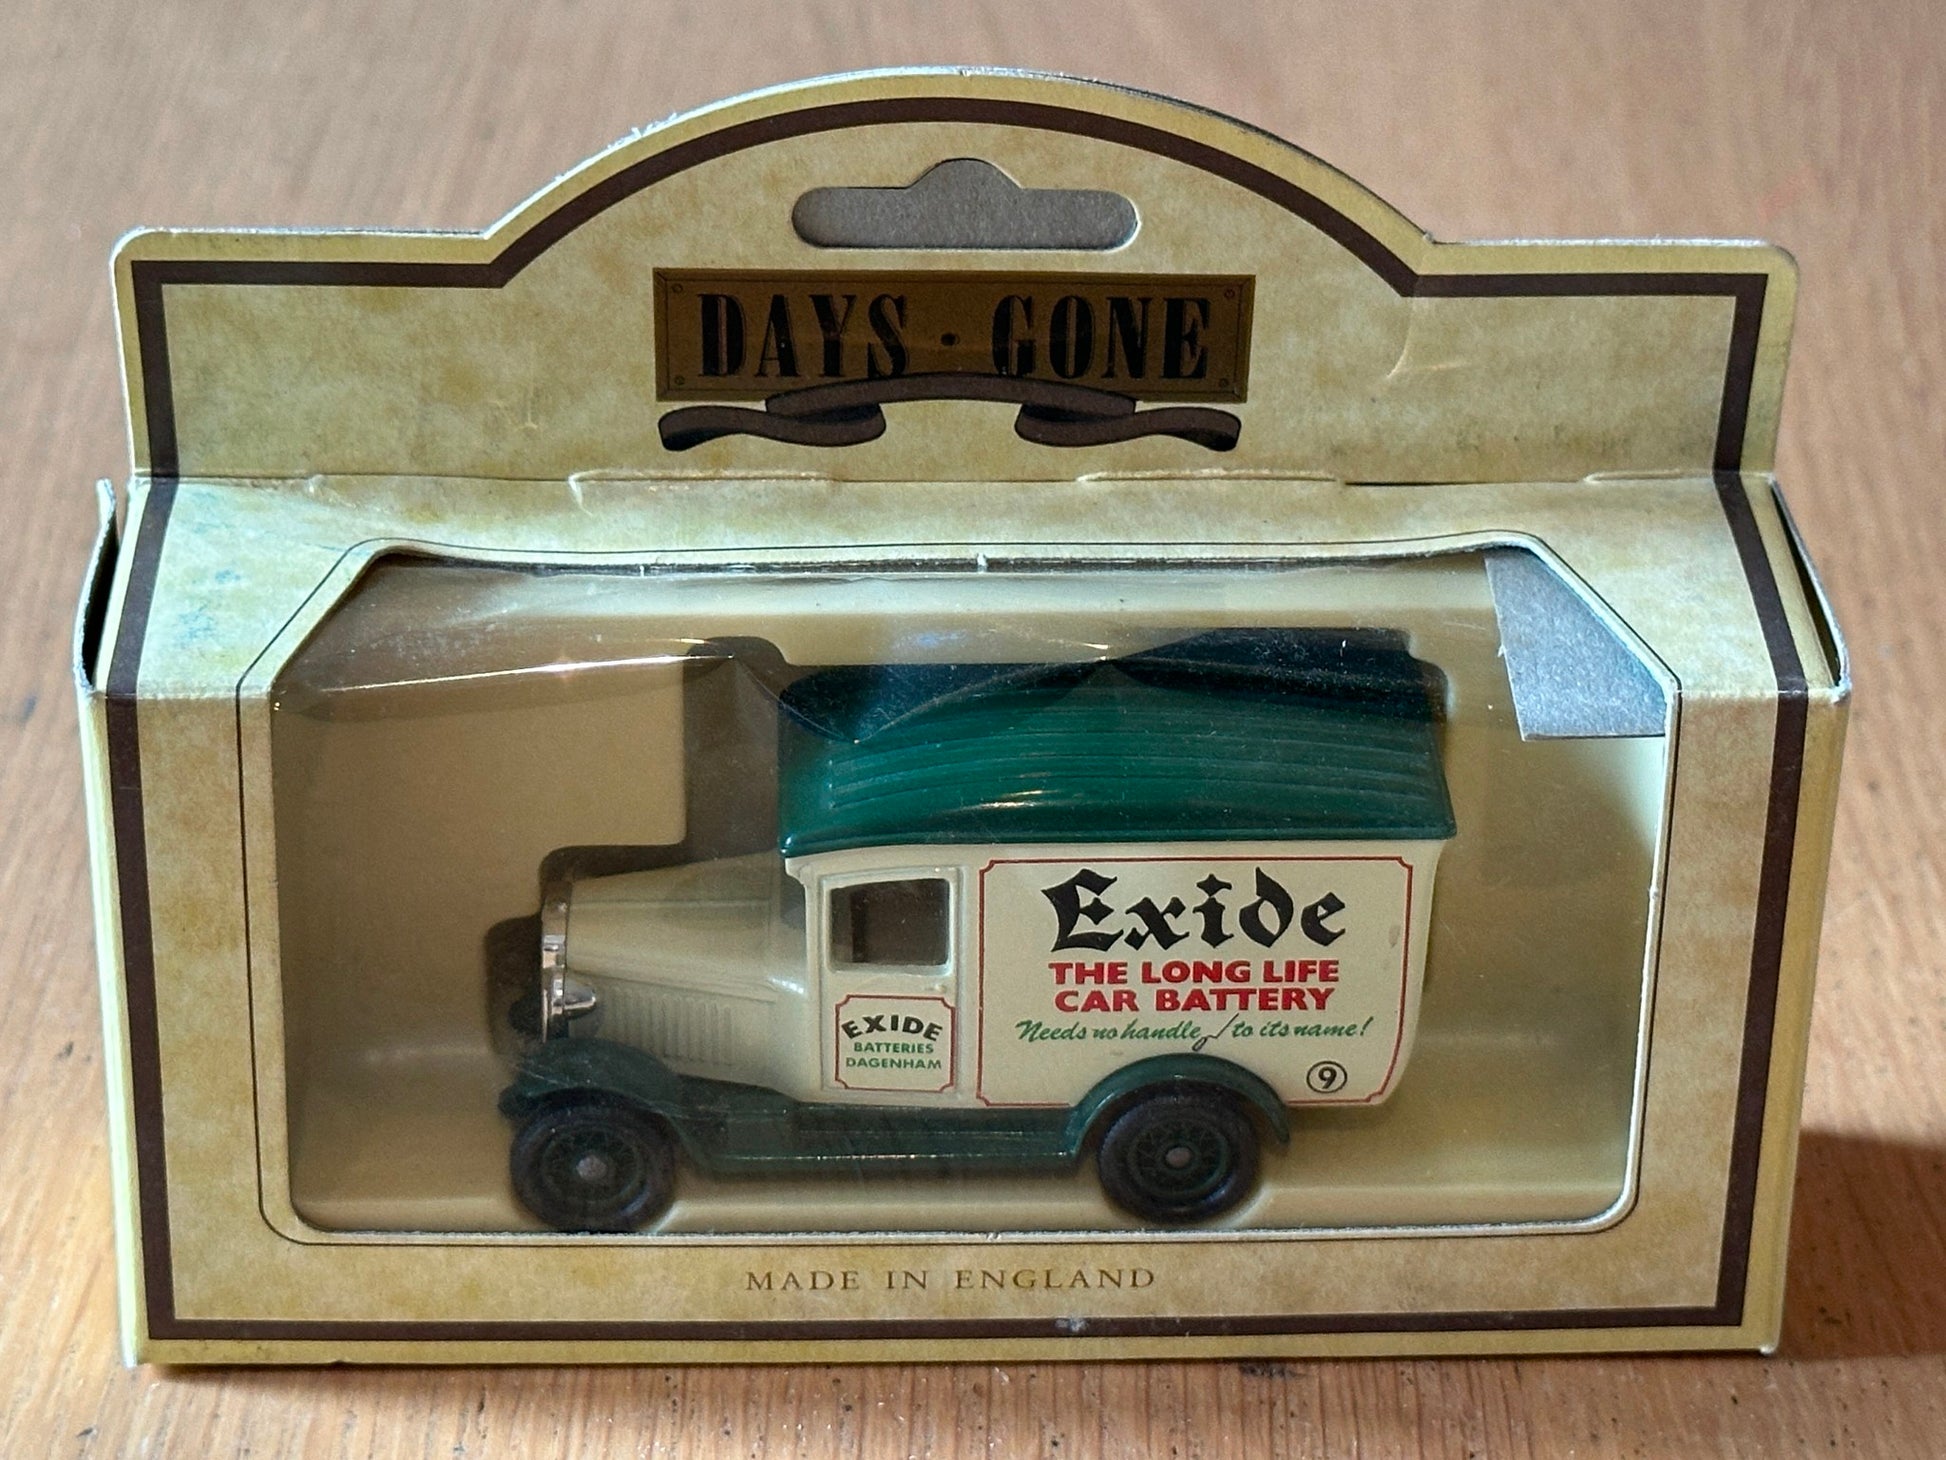 DAYS · GONE
Exide
THE LONG LIFE
CAR BATTERY
Needs no handle to its name!
9
EXIDE
BATTERIES
DAGENHAM
MADE IN ENGLAND